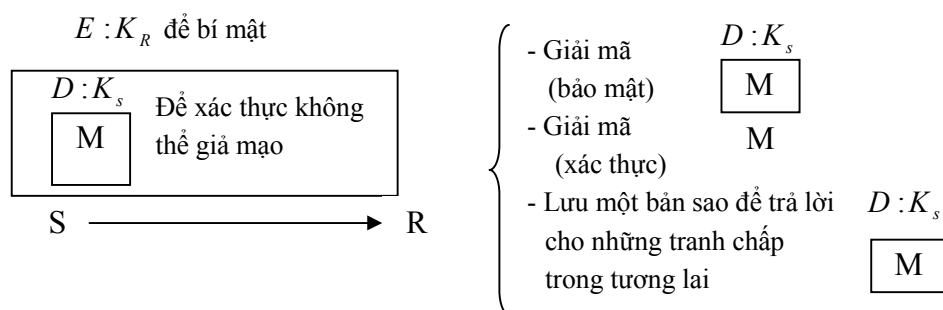 E : K_R để bí mật
D : K_s
M
Để xác thực không
thể giả mạo
S
R
- Giải mã
(bảo mật)
D : K_s
M
- Giải mã
(xác thực)
M
- Lưu một bản sao để trả lời
cho những tranh chấp
trong tương lai
D : K_s
M